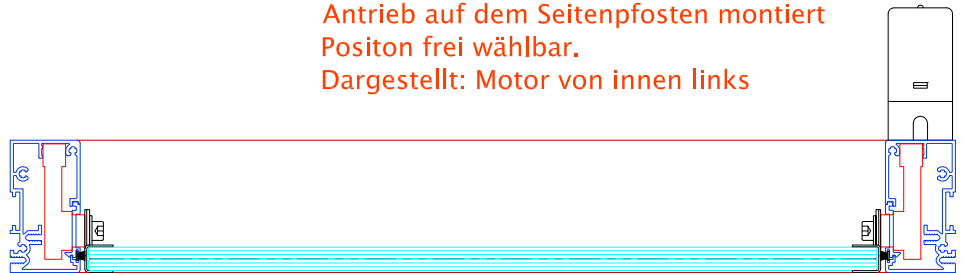 Antrieb auf dem Seitenpfosten montiert
Positon frei wählbar.
Dargestellt: Motor von innen links